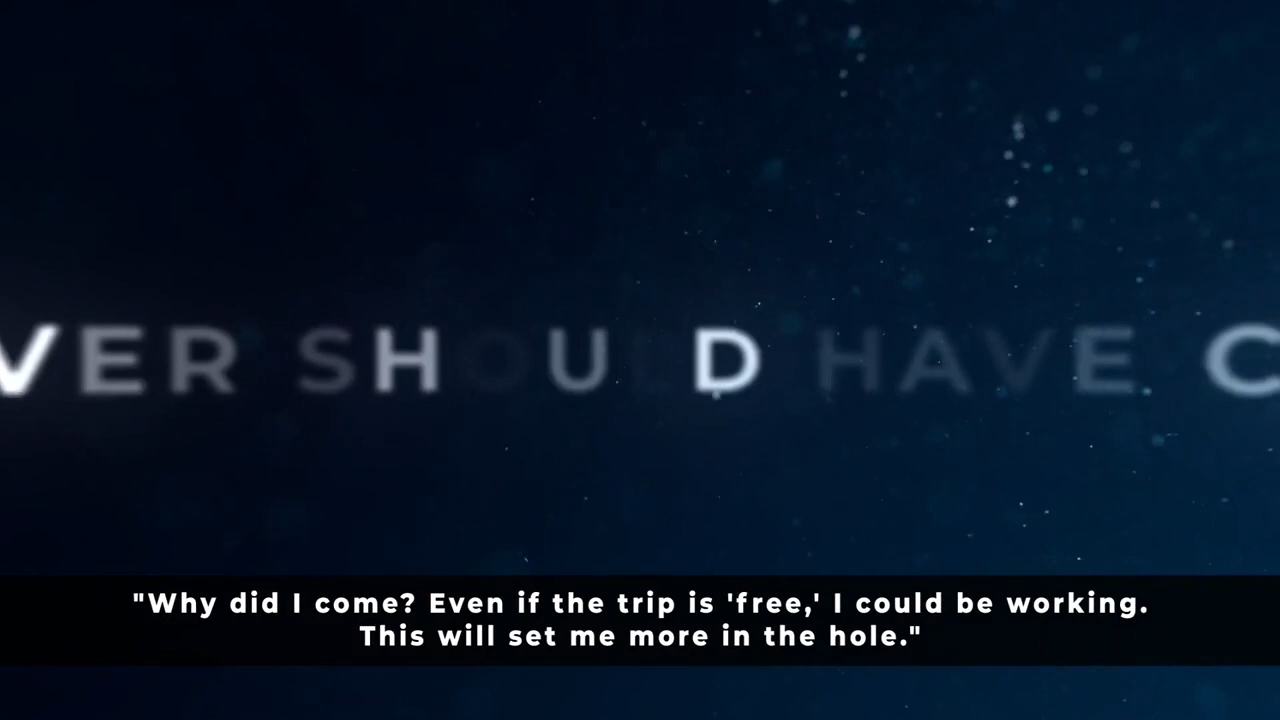 VER SHOULD HAVE C
"Why did I come? Even if the trip is 'free,' I could be working.
This will set me more in the hole."